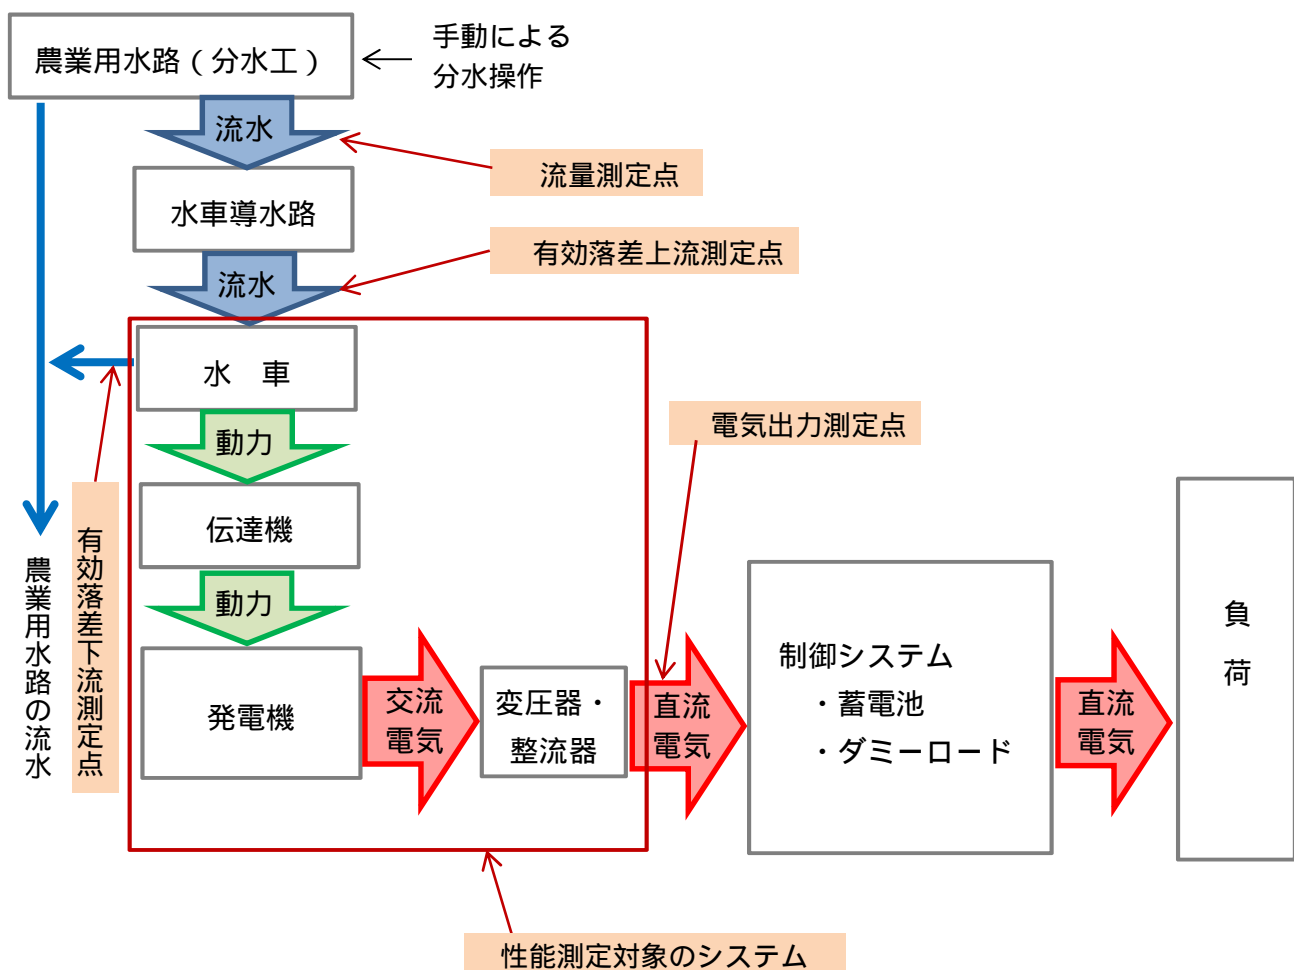 農業用水路（分水工）
手動による
分水操作
流水
流量測定点
水車導水路
有効落差上流測定点
流水
水　車
電気出力測定点
動力
伝達機
有効落差下流測定点
農業用水路の流水
動力
発電機
交流
電気
変圧器・
整流器
直流
電気
制御システム
・蓄電池
・ダミーロード
直流
電気
負荷
性能測定対象のシステム